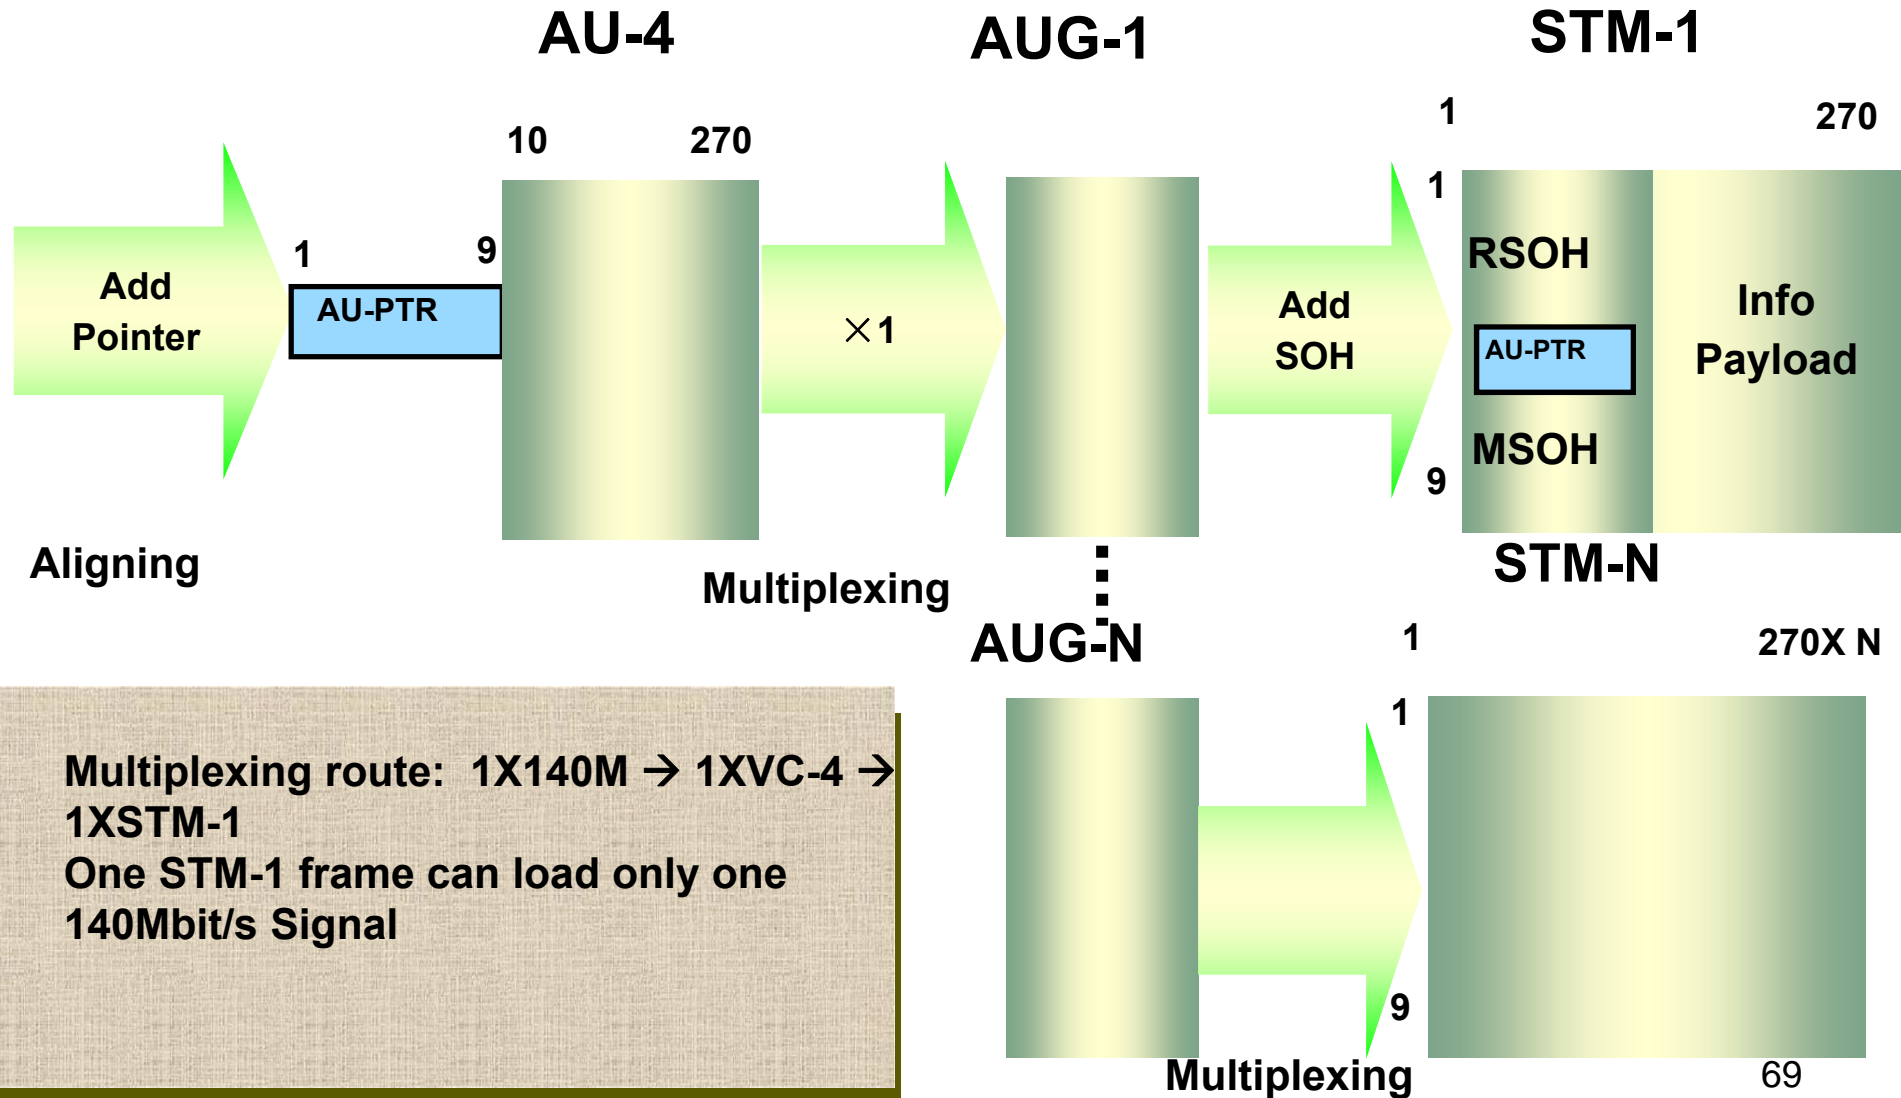 AU-4
AUG-1
STM-1
10 270
1 270
1 9
AU-PTR
Add
Pointer
×1
Add
SOH
1
RSOH
AU-PTR
MSOH
9
Info
Payload
Aligning
Multiplexing
STM-N
AUG-N
1 270X N
1
9
Multiplexing
Multiplexing route: 1X140M → 1XVC-4 →
1XSTM-1
One STM-1 frame can load only one
140Mbit/s Signal
69